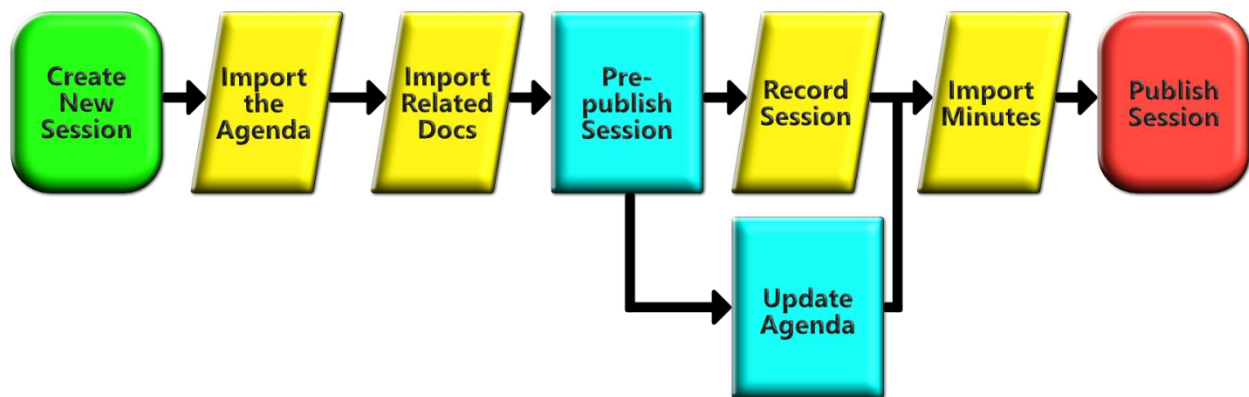 Create
New
Session
Import
the
Agenda
Import
Related
Docs
Pre-
publish
Session
Record
Session
Import
Minutes
Publish
Session
Update
Agenda